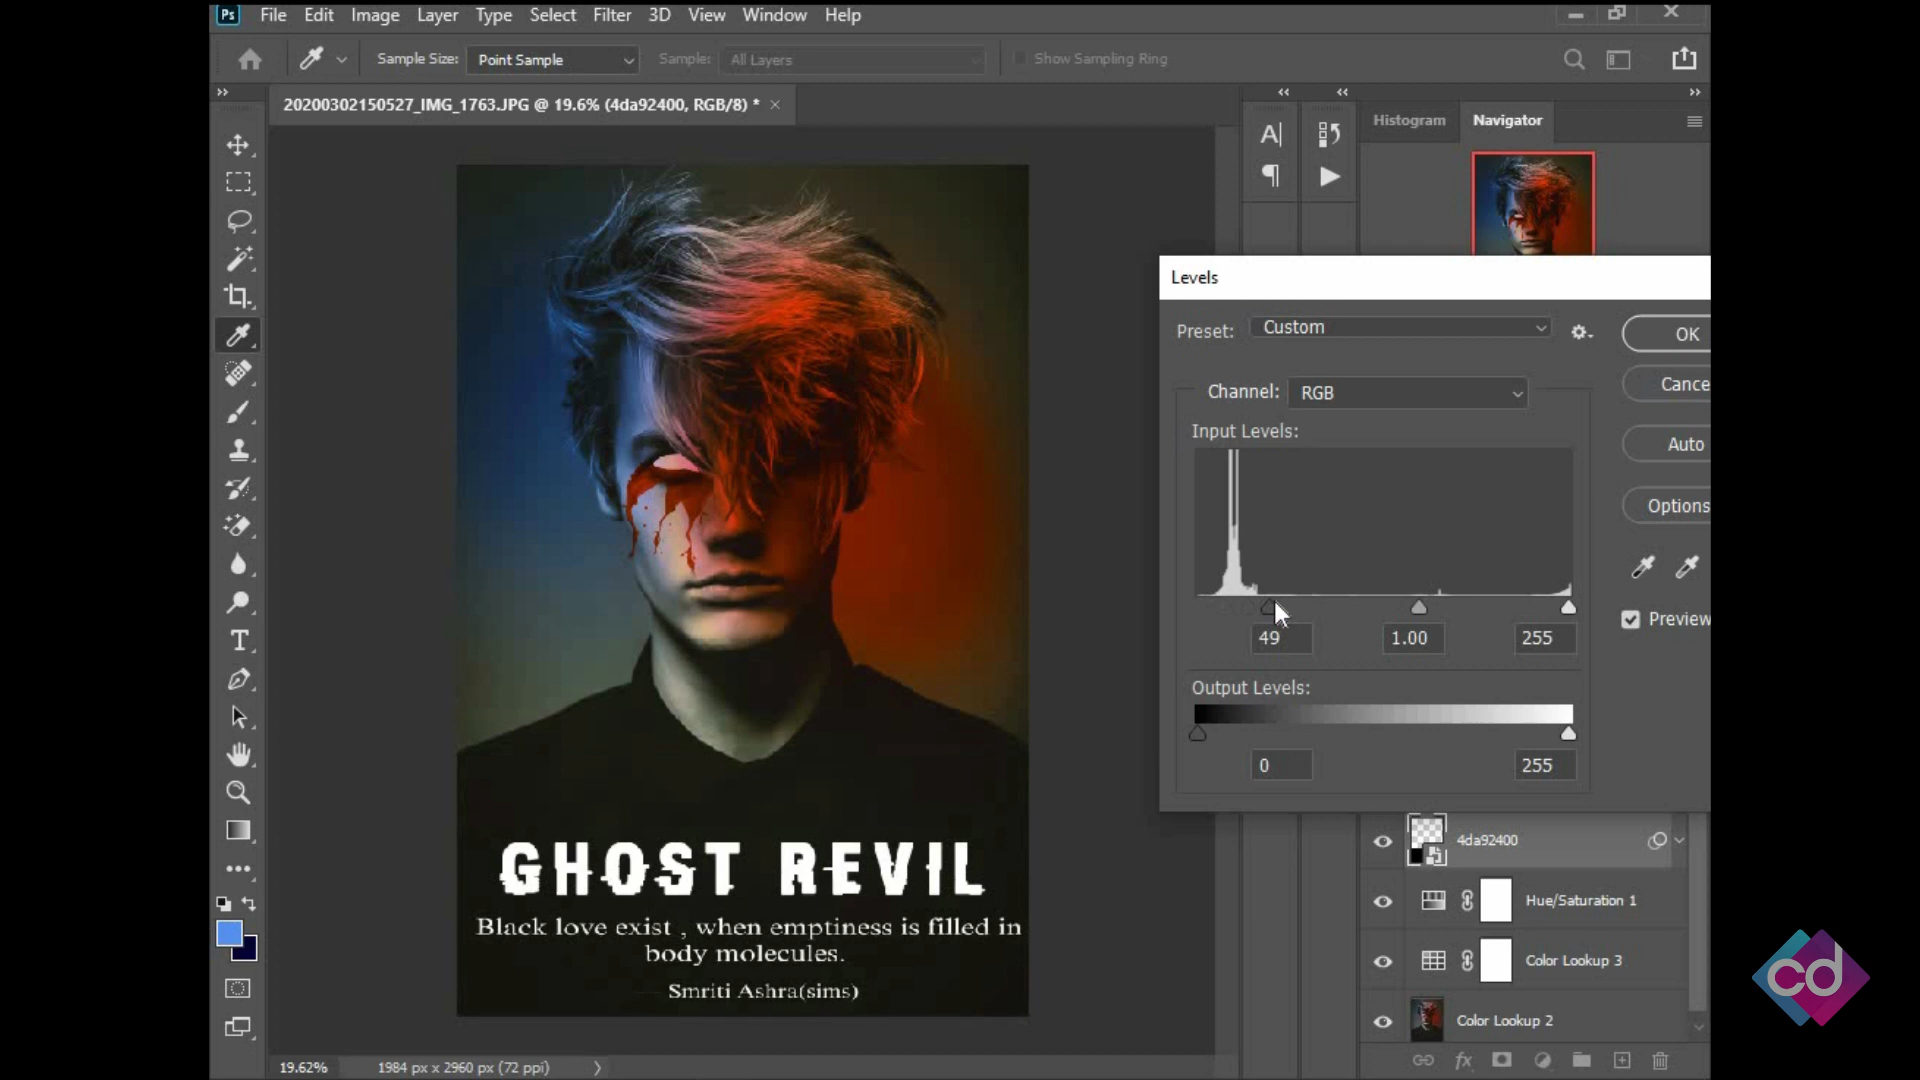 Ps File Edit Image Layer Type Select Filter 3D View Window Help
Sample Size: Point Sample Sample: All Layers Show Sampling Ring
20200302150527_IMG_1763.JPG @ 19.6% (4da92400, RGB/8) *
Histogram Navigator
Levels
Preset: Custom OK
Channel: RGB Cance
Input Levels: Auto
Options
49 1.00 255 Preview
Output Levels:
0 255
GHOST REVIL
Black love exist , when emptiness is filled in
body molecules.
Smriti Ashra(sims)
4da92400
Hue/Saturation 1
Color Lookup 3
Color Lookup 2
19.62% 1984 px x 2960 px (72 ppi)
fx
cd